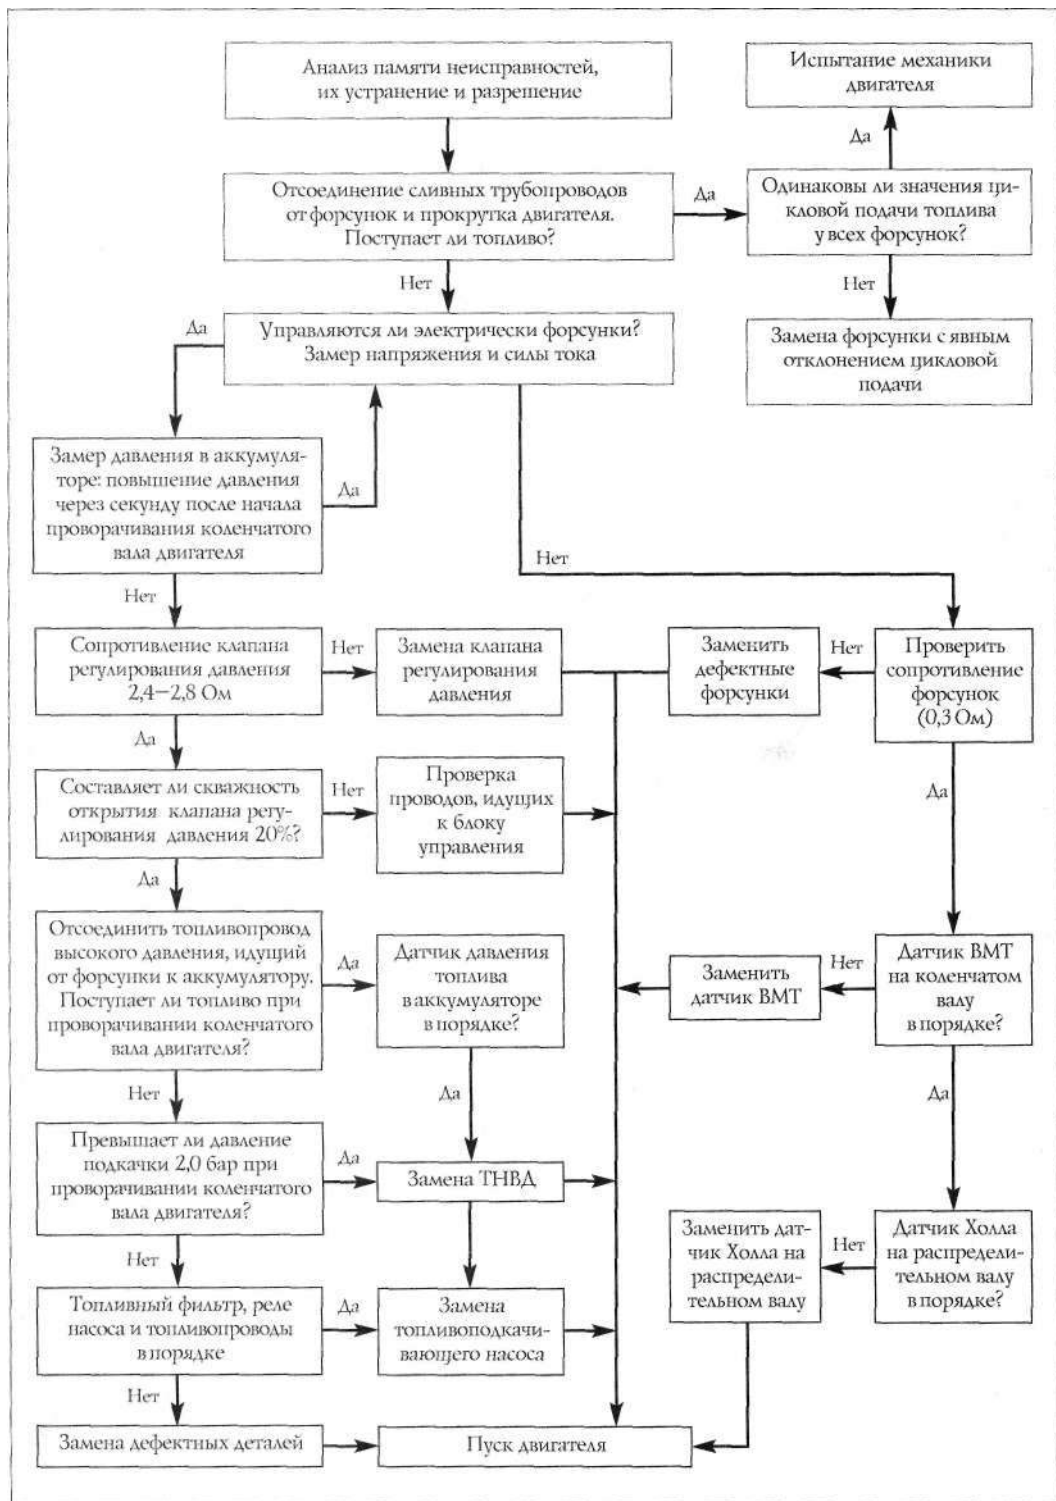 Анализ памяти неисправностей,
их устранение и разрешение
Испытание механики
двигателя
Да
Отсоединение сливных трубопроводов
от форсунок и прокрутка двигателя.
Поступает ли топливо?
Да
Одинаковы ли значения ци-
кловой подачи топлива
у всех форсунок?
Нет
Нет
Да
Управляются ли электрически форсунки?
Замер напряжения и силы тока
Замена форсунки с явным
отклонением цикловой
подачи
Замер давления в аккумуля-
торе: повышение давления
через секунду после начала
проворачивания коленчатого
вала двигателя
Да
Нет
Нет
Сопротивление клапана
регулирования давления
2,4–2,8 Ом
Нет
Замена клапана
регулирования
давления
Заменить
дефектные
форсунки
Нет
Проверить
сопротивление
форсунок
(0,3 Ом)
Да
Составляет ли скважность
открытия клапана регу-
лирования давления 20%?
Нет
Проверка
проводов, идущих
к блоку
управления
Да
Да
Отсоединить топливопровод
высокого давления, идущий
от форсунки к аккумулятору.
Поступает ли топливо при
проворачивании коленчатого
вала двигателя?
Да
Датчик давления
топлива
в аккумуляторе
в порядке?
Заменить
датчик ВМТ
Нет
Датчик ВМТ
на коленчатом
валу
в порядке?
Нет
Да
Да
Превышает ли давление
подкачки 2,0 бар при
проворачивании коленчатого
вала двигателя?
Да
Замена ТНВД
Нет
Заменить дат-
чик Холла на
распредели-
тельном валу
Нет
Датчик Холла
на распредели-
тельном валу
в порядке?
Топливный фильтр, реле
насоса и топливопроводы
в порядке
Да
Замена
топливоподкачи-
вающего насоса
Нет
Замена дефектных деталей
Пуск двигателя